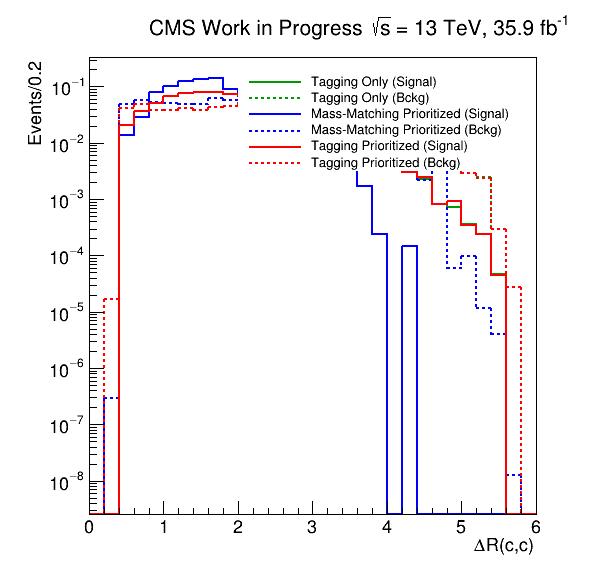 CMS Work in Progress √s = 13 TeV, 35.9 fb⁻¹
Events/0.2
10⁻¹
10⁻²
10⁻³
10⁻⁴
10⁻⁵
10⁻⁶
10⁻⁷
10⁻⁸
Tagging Only (Signal)
Tagging Only (Bckg)
Mass-Matching Prioritized (Signal)
Mass-Matching Prioritized (Bckg)
Tagging Prioritized (Signal)
Tagging Prioritized (Bckg)
0 1 2 3 4 5 6
ΔR(c,c)